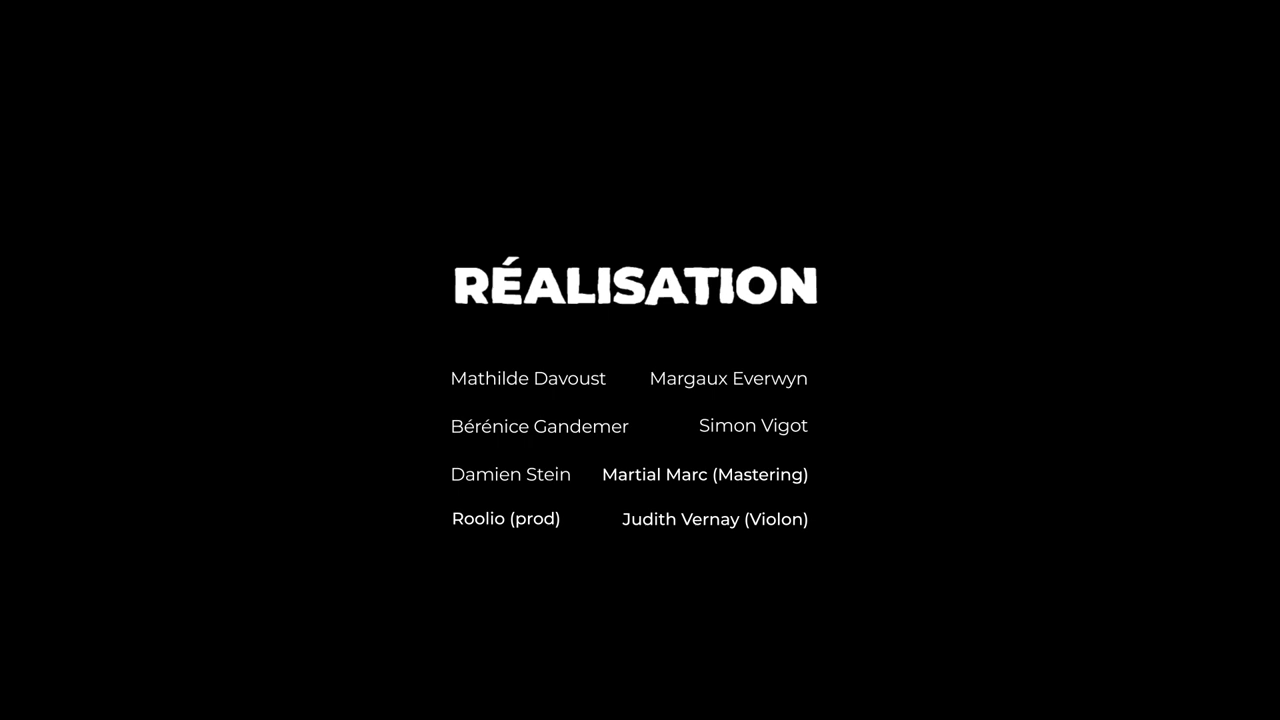 RÉALISATION
Mathilde Davoust Margaux Everwyn
Bérénice Gandemer Simon Vigot
Damien Stein Martial Marc (Mastering)
Roolio (prod) Judith Vernay (Violon)